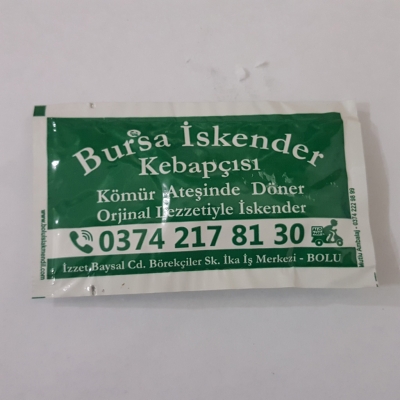 Bursa İskender
Kebapçısı
Kömür Ateşinde Döner
Orjinal Lezzetiyle İskender
0374 217 81 30
İzzet Baysal Cd. Börekçiler Sk. İka İş Merkezi - BOLU